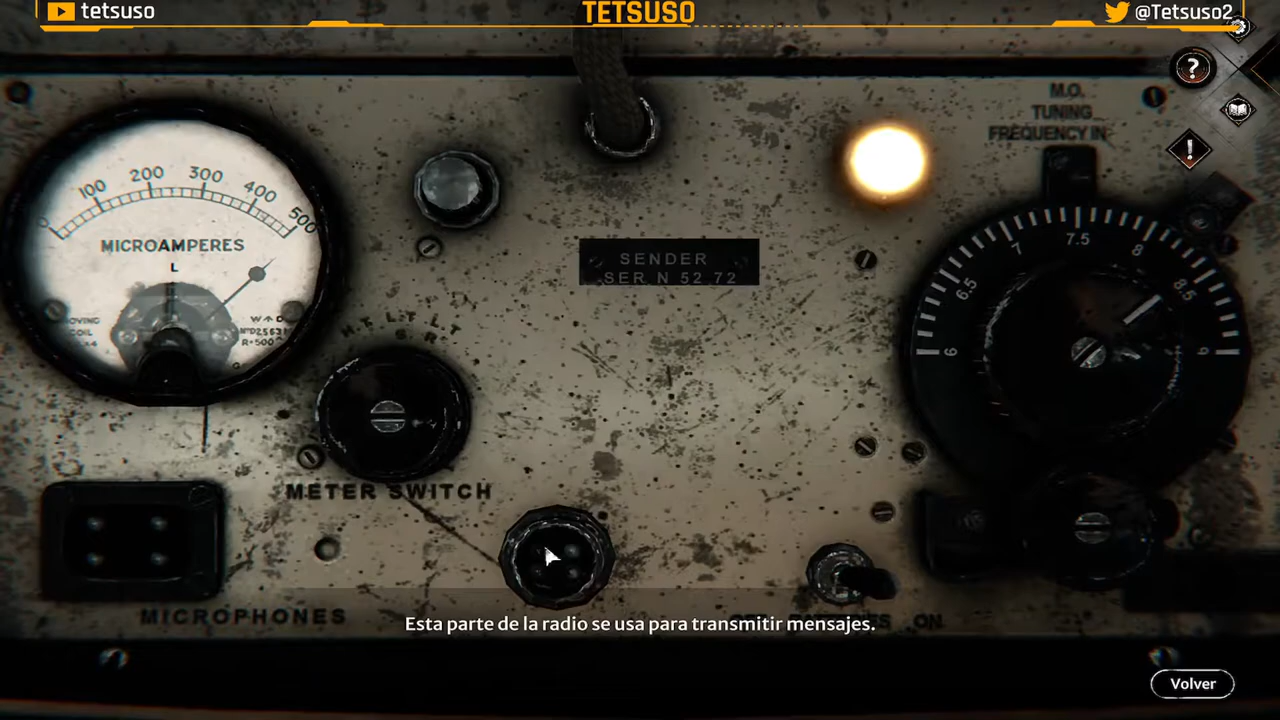 tetsuso
TETSUSO
@Tetsuso2
?
!
M.O.
TUNING
FREQUENCY IN
0 100 200 300 400 500
MICROAMPERES
L
SENDER
SER N 52 72
6 6.5 7 7.5 8 8.5 9
H.T. L.T. L.T.
METER SWITCH
MICROPHONES
ON
Esta parte de la radio se usa para transmitir mensajes.
Volver